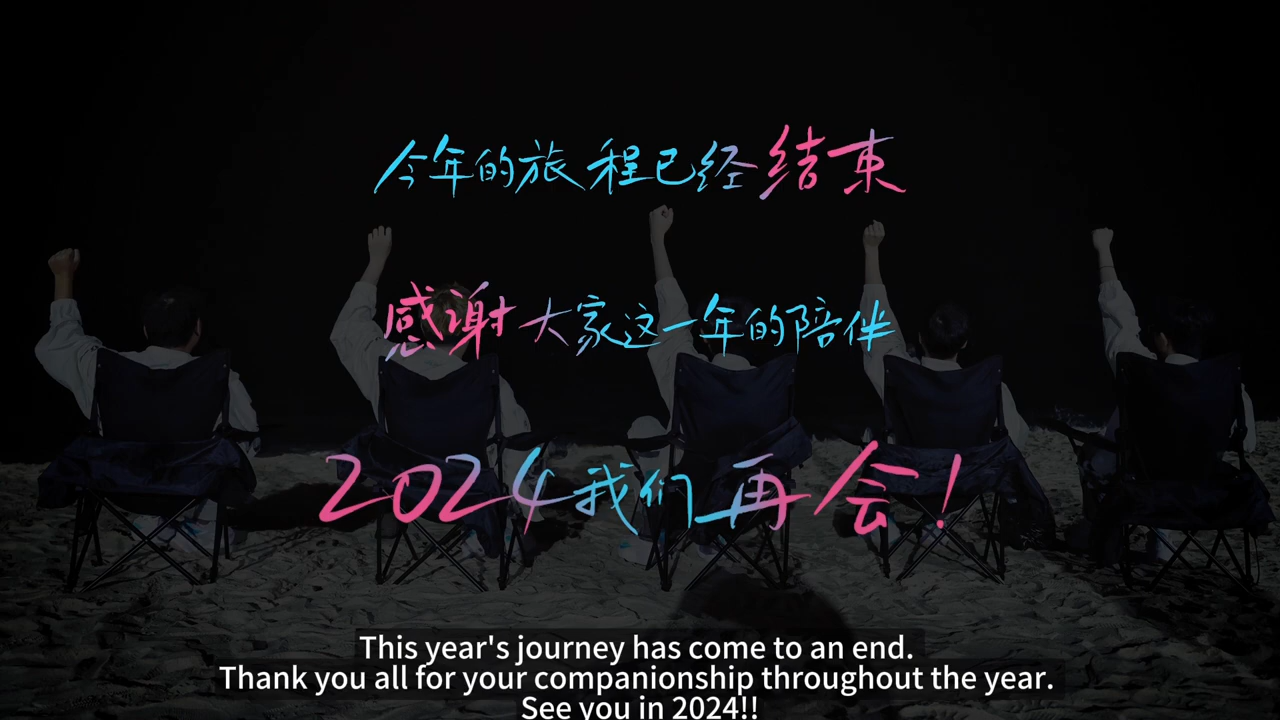 今年的旅程已经结束
感谢大家这一年的陪伴
2024我们再会！
This year's journey has come to an end.
Thank you all for your companionship throughout the year.
See you in 2024!!